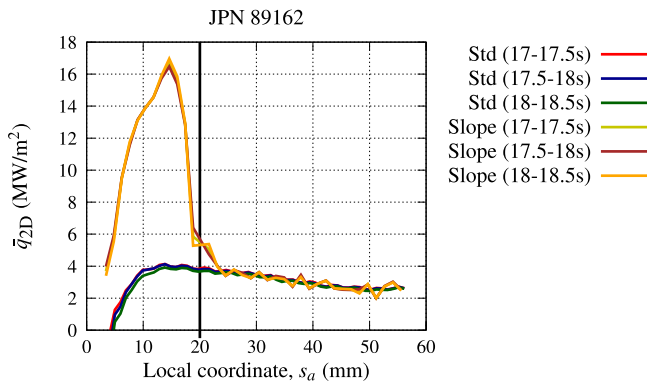 JPN 89162
18
16
14
12
10
8
6
4
2
0
q̄2D (MW/m²)
0 10 20 30 40 50 60
Local coordinate, sa (mm)
Std (17-17.5s)
Std (17.5-18s)
Std (18-18.5s)
Slope (17-17.5s)
Slope (17.5-18s)
Slope (18-18.5s)